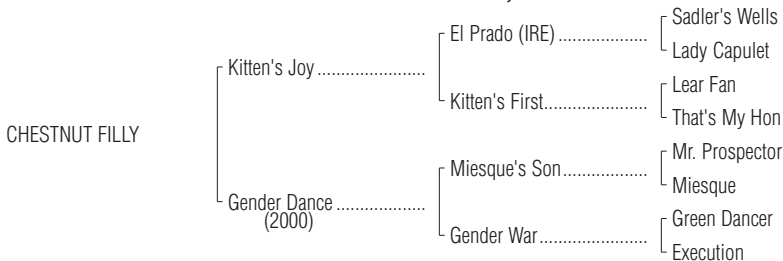 Sadler's Wells
El Prado (IRE) ...................
Lady Capulet
Kitten's Joy .......................
Lear Fan
Kitten's First......................
That's My Hon
CHESTNUT FILLY
Mr. Prospector
Miesque's Son..................
Miesque
Gender Dance ...................
(2000)
Green Dancer
Gender War.......................
Execution